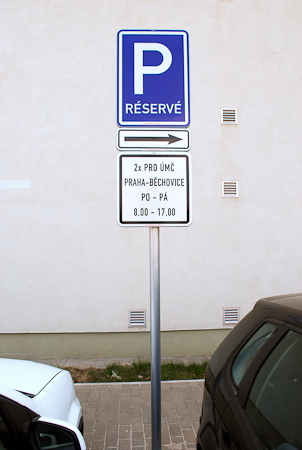 P
RÉSERVÉ
2x PRO ÚMČ
PRAHA-BĚCHOVICE
PO - PÁ
8.00 - 17.00